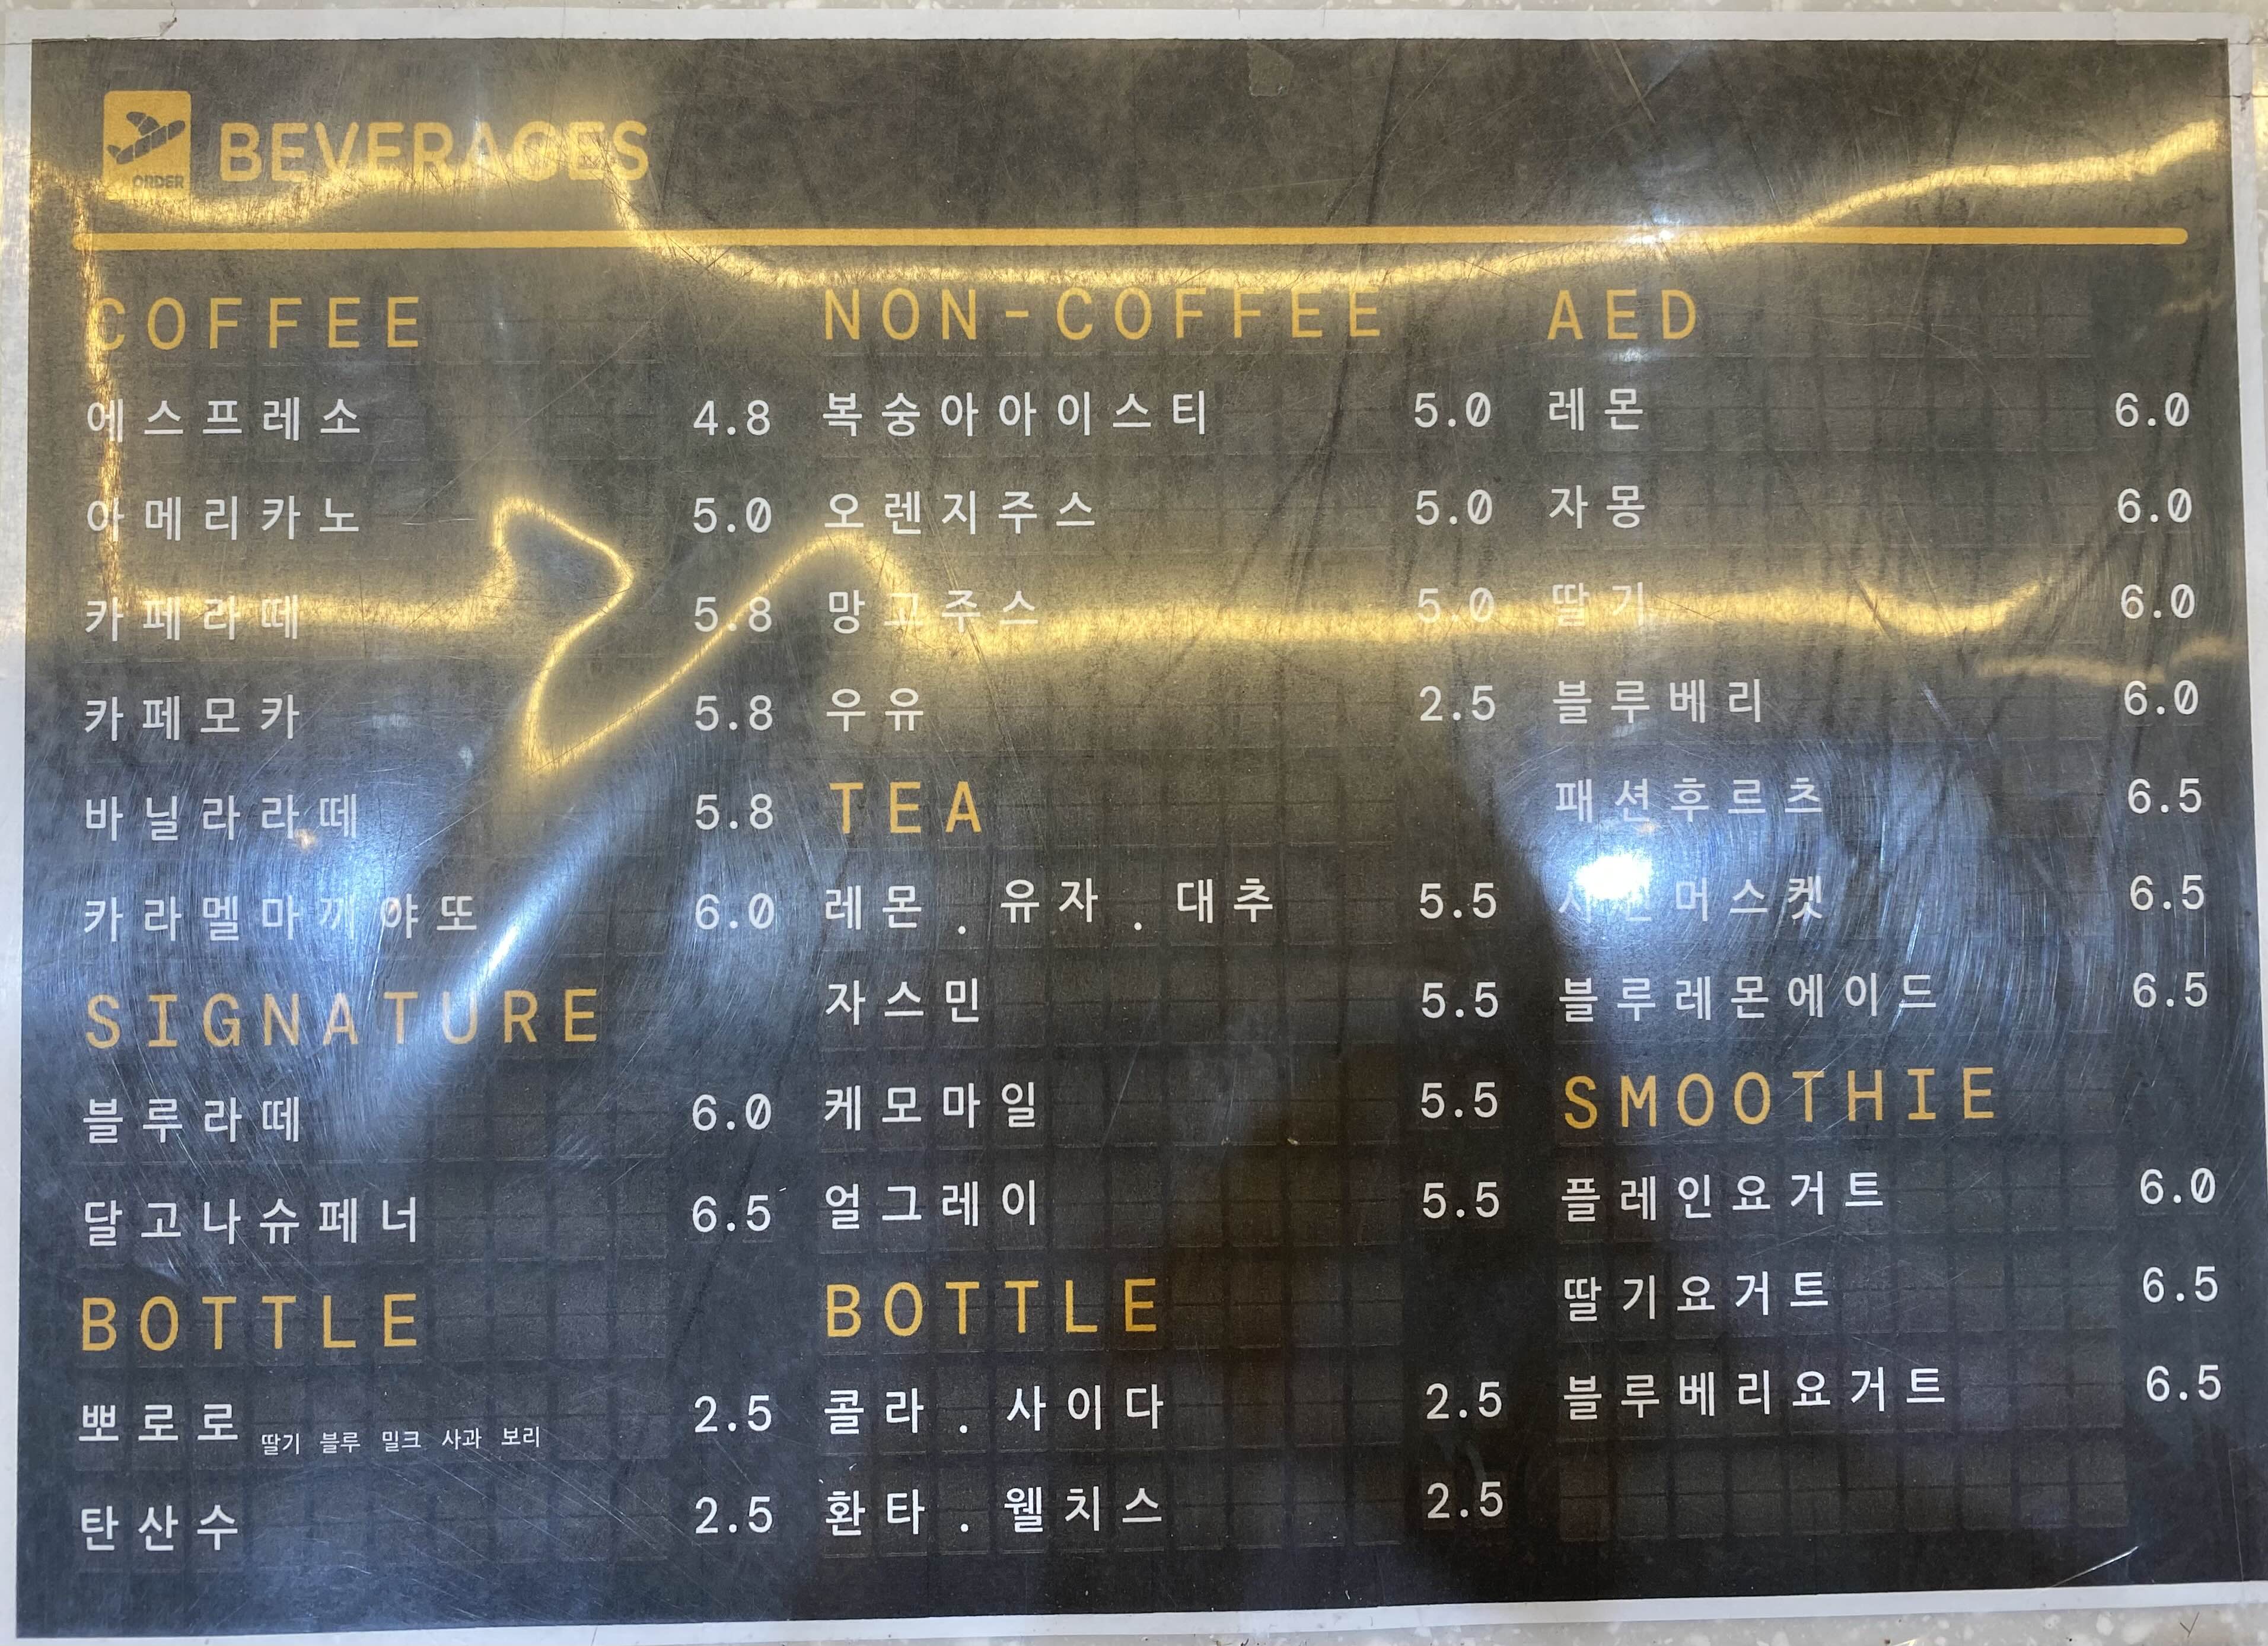 ORDER
BEVERAGES
COFFEE
에스프레소 4.8
아메리카노 5.0
카페라떼 5.8
카페모카 5.8
바닐라라떼 5.8
카라멜마끼야또 6.0
SIGNATURE
블루라떼 6.0
달고나슈페너 6.5
BOTTLE
뽀로로 딸기 블루 밀크 사과 보리 2.5
탄산수 2.5
NON-COFFEE
복숭아아이스티 5.0
오렌지주스 5.0
망고주스 5.0
우유 2.5
TEA
레몬 . 유자 . 대추 5.5
자스민 5.5
케모마일 5.5
얼그레이 5.5
BOTTLE
콜라 . 사이다 2.5
환타 . 웰치스 2.5
AED
레몬 6.0
자몽 6.0
딸기 6.0
블루베리 6.0
패션후르츠 6.5
샤인머스켓 6.5
블루레몬에이드 6.5
SMOOTHIE
플레인요거트 6.0
딸기요거트 6.5
블루베리요거트 6.5